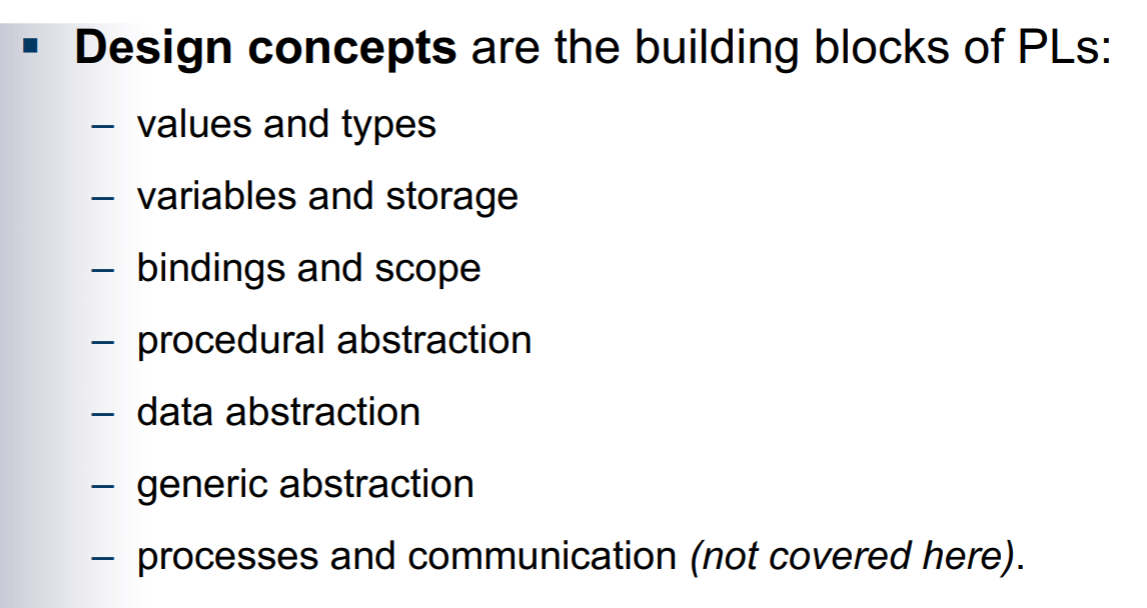 ▪ Design concepts are the building blocks of PLs:
– values and types
– variables and storage
– bindings and scope
– procedural abstraction
– data abstraction
– generic abstraction
– processes and communication (not covered here).